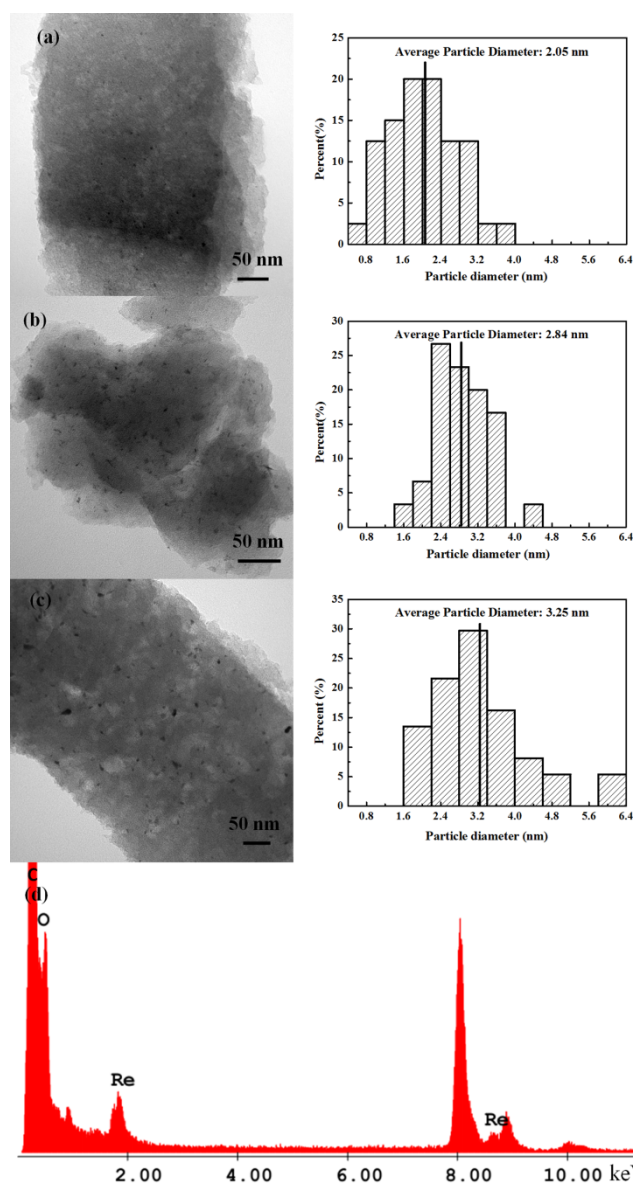 (a)
50 nm
Average Particle Diameter: 2.05 nm
25
20
15
10
5
0
Percent(%)
0.8 1.6 2.4 3.2 4.0 4.8 5.6 6.4
Particle diameter (nm)
(b)
50 nm
Average Particle Diameter: 2.84 nm
30
25
20
15
10
5
0
Percent(%)
0.8 1.6 2.4 3.2 4.0 4.8 5.6 6.4
Particle diameter (nm)
(c)
50 nm
Average Particle Diameter: 3.25 nm
35
30
25
20
15
10
5
0
Percent (%)
0.8 1.6 2.4 3.2 4.0 4.8 5.6 6.4
Particle diameter (nm)
C
(d)
O
Re
Re
2.00 4.00 6.00 8.00 10.00 keV